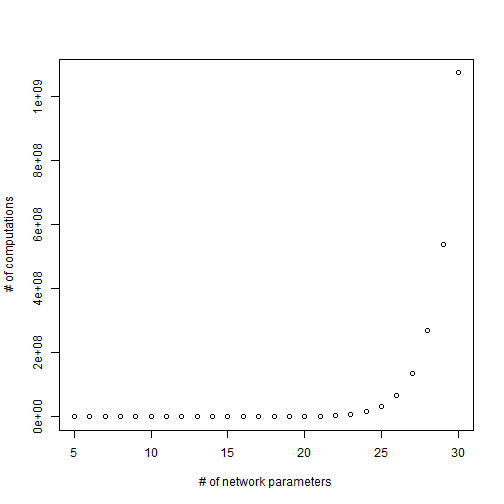 # of computations
1e+09
8e+08
6e+08
4e+08
2e+08
0e+00
5 10 15 20 25 30
# of network parameters